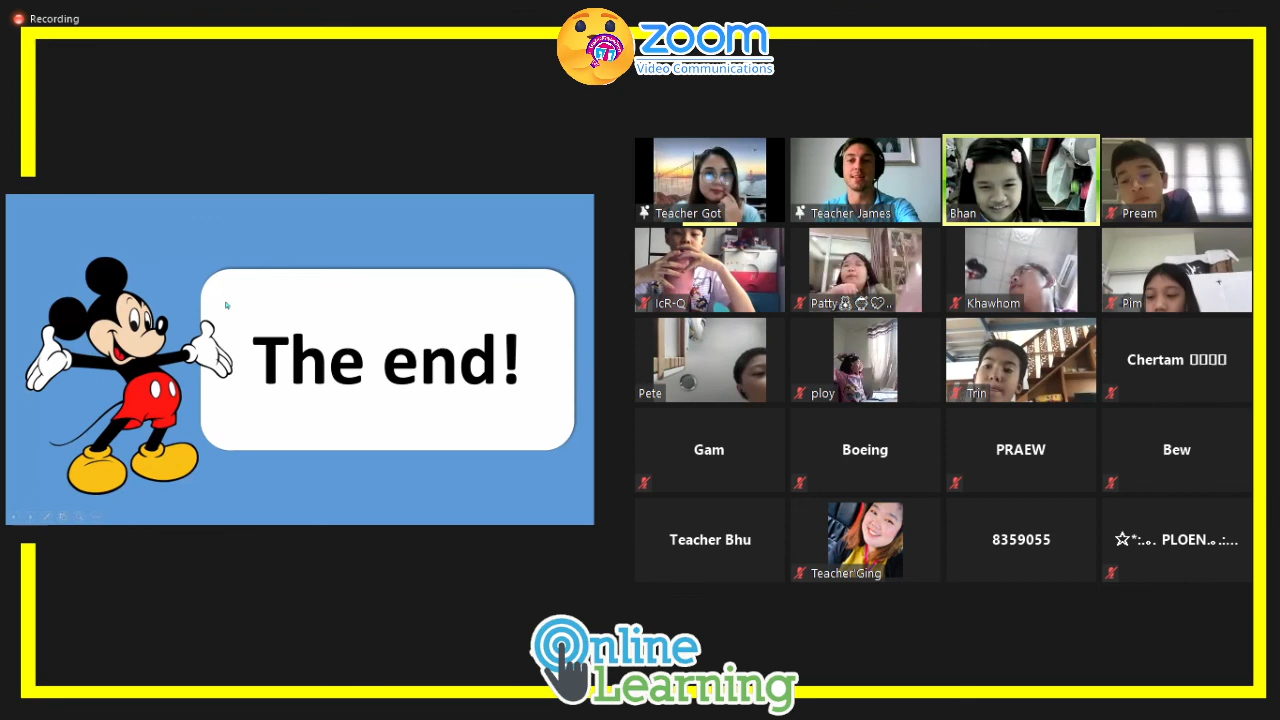 Recording
zoom
Video Communications
The end!
Teacher Got
Teacher James
Bhan
Pream
IcR-Q
Patty
Khawhom
Pim
Pete
ploy
Trin
Chertam
Gam
Boeing
PRAEW
Bew
Teacher Bhu
Teacher Ging
8359055
☆*:.｡. PLOEN.｡.:...
Online
Learning